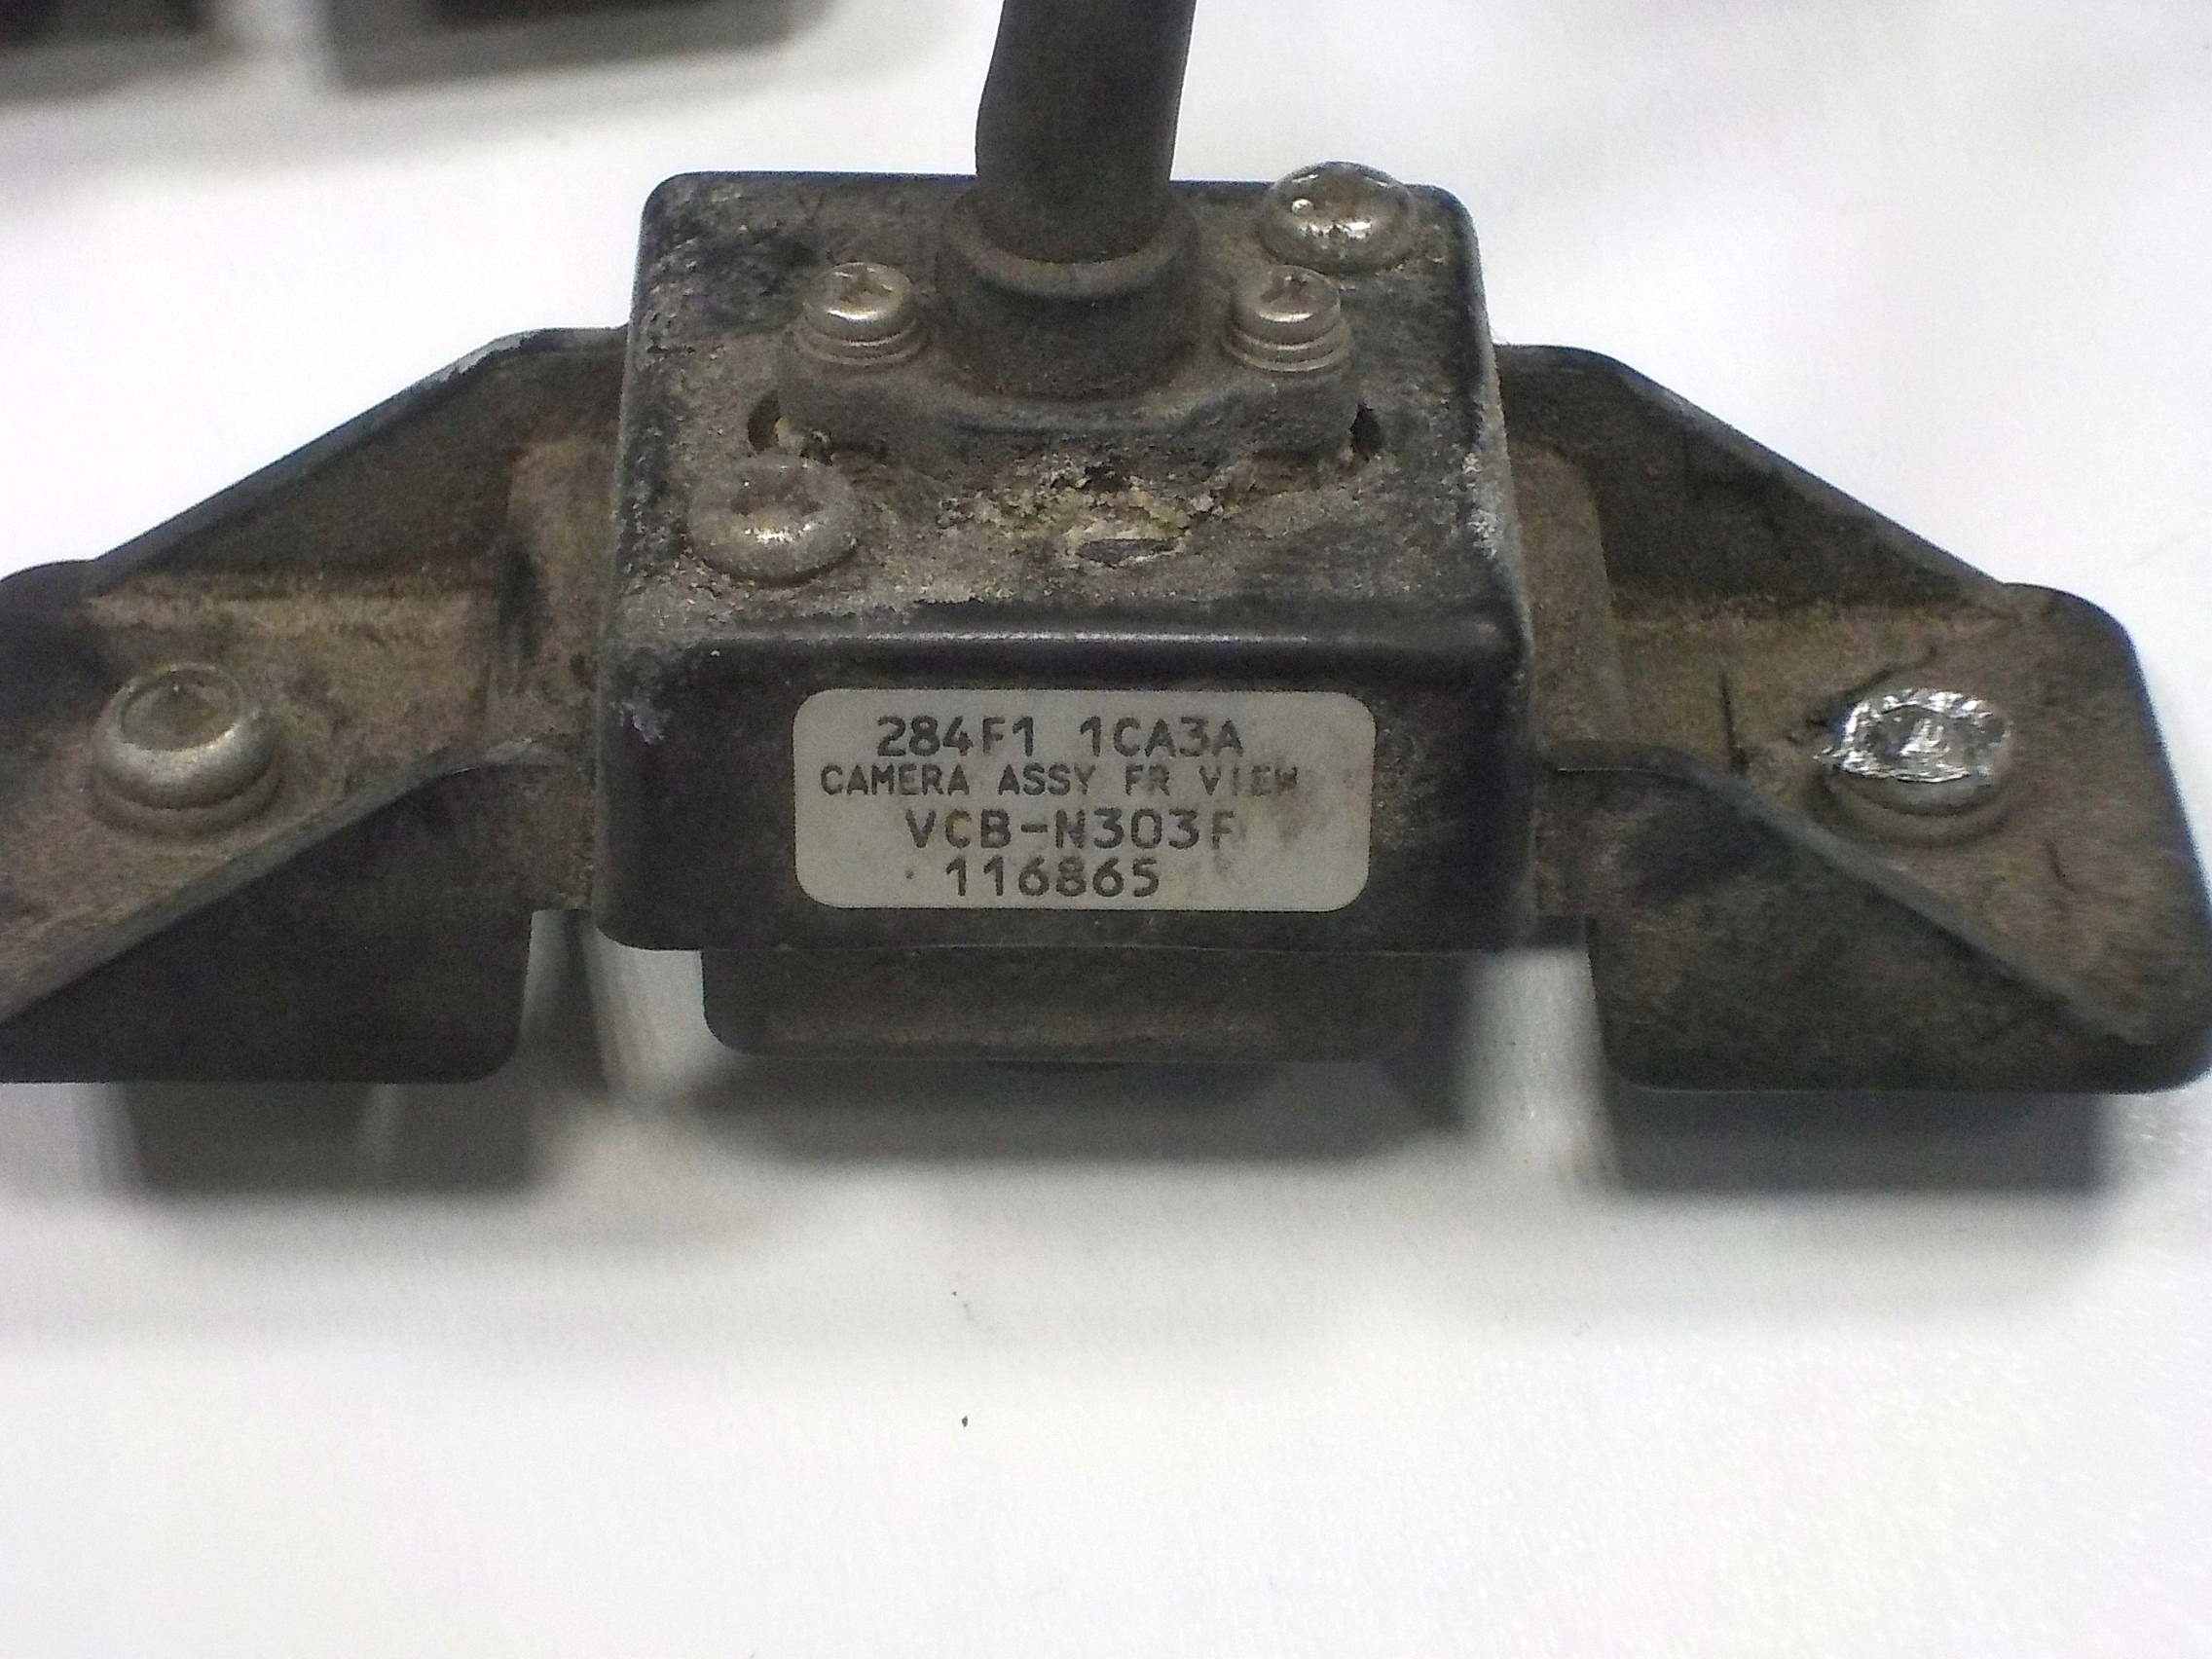 284F1 1CA3A
CAMERA ASSY FR VIEW
VCB-N303F
116865